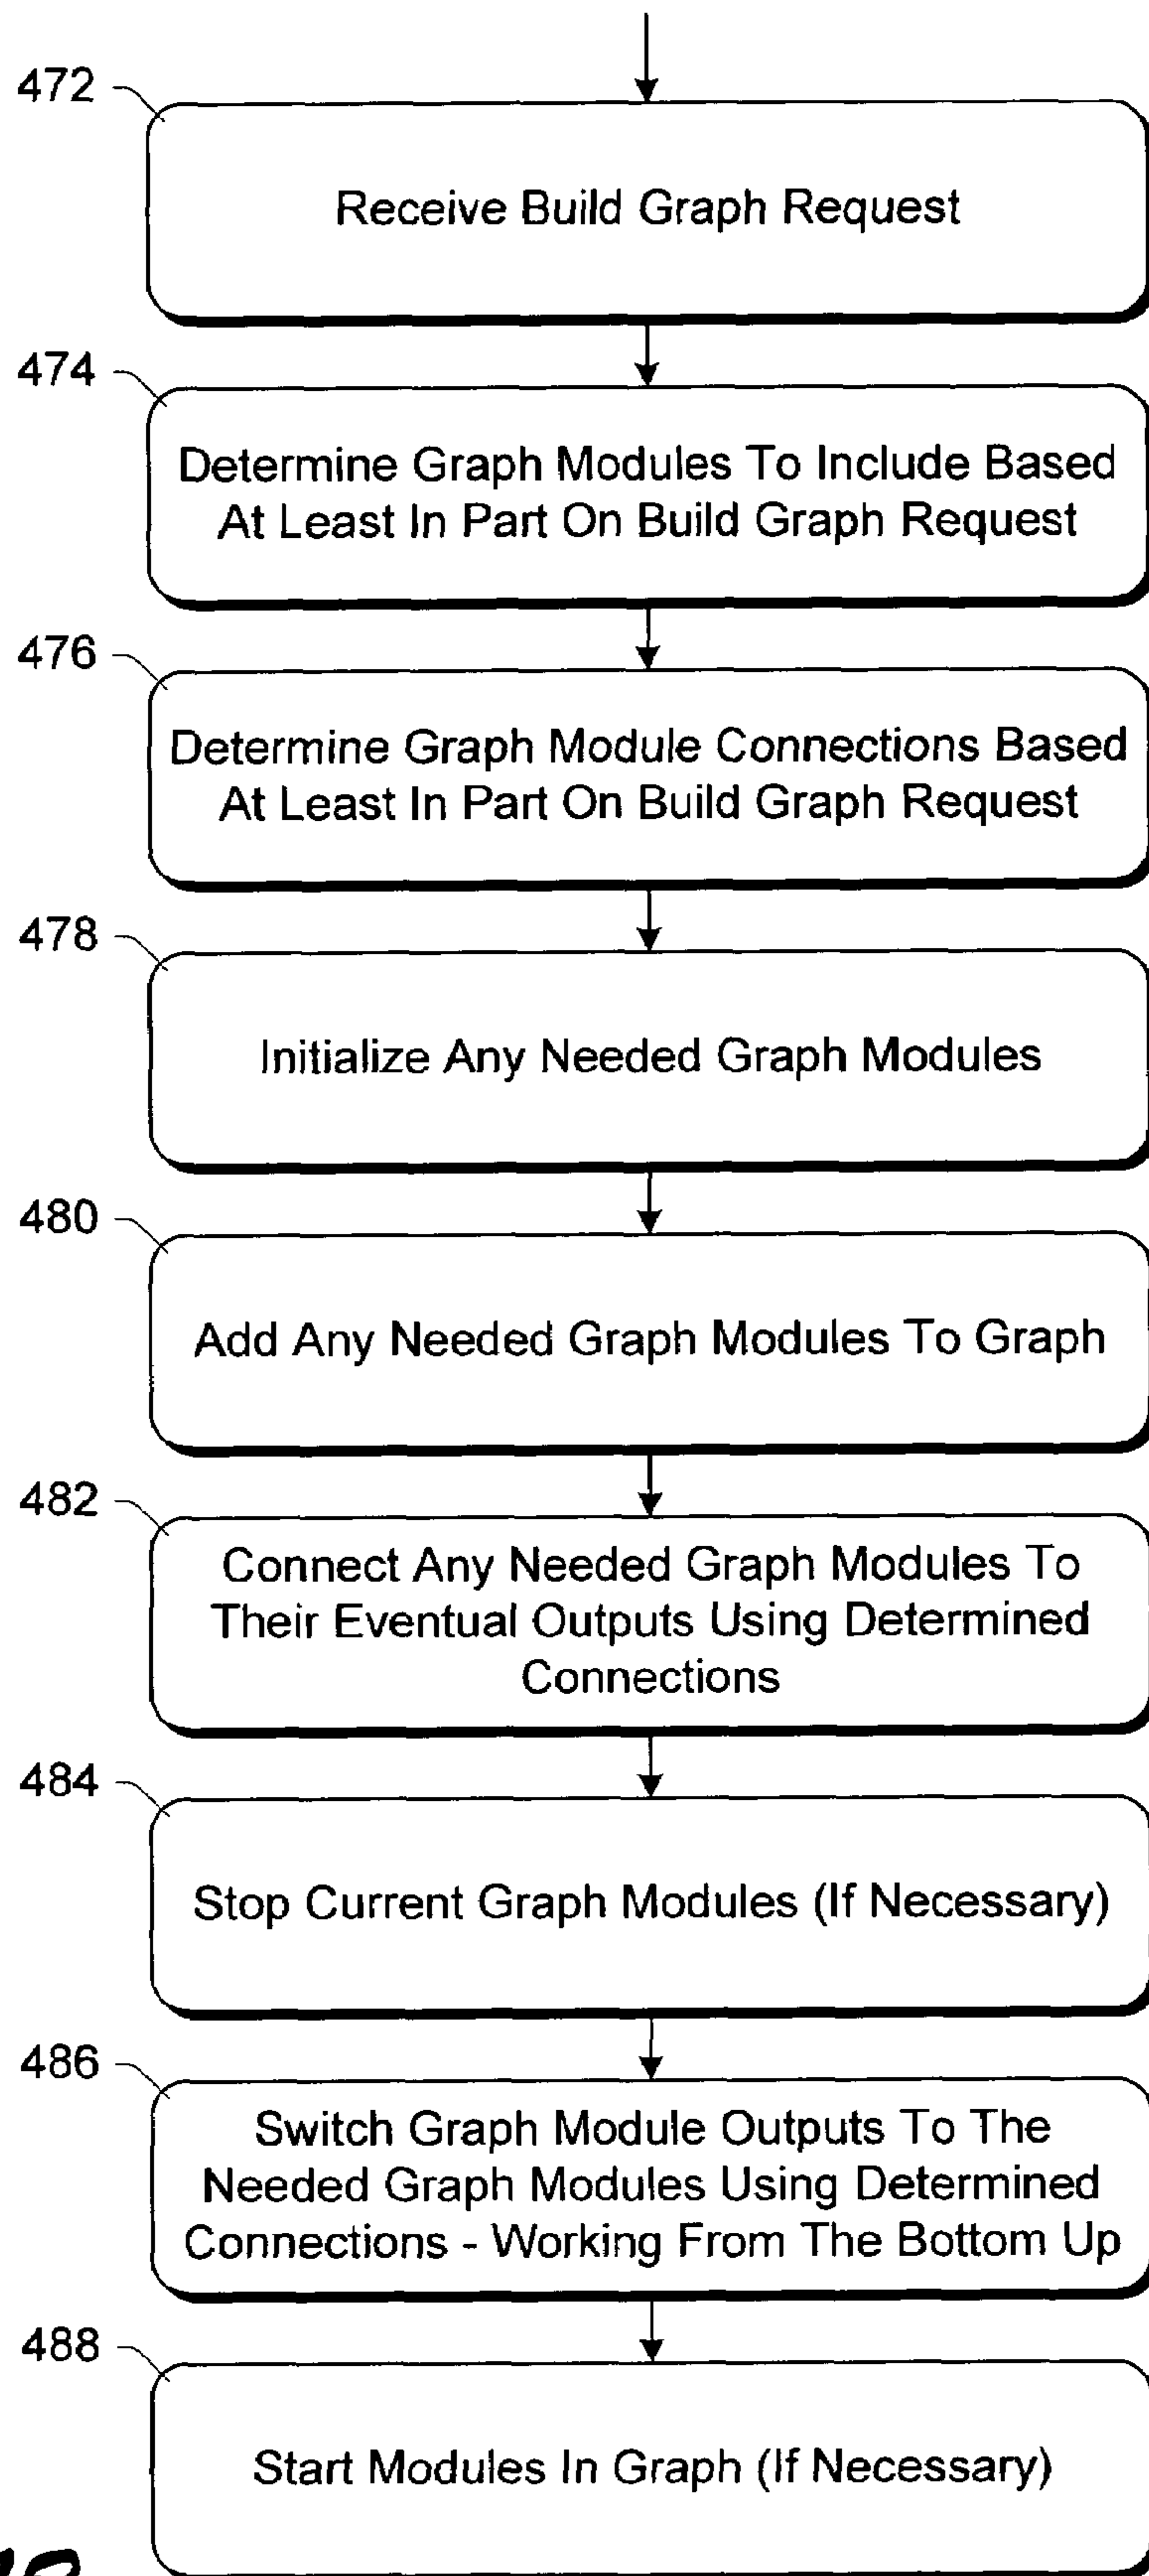 472
Receive Build Graph Request
474
Determine Graph Modules To Include Based
At Least In Part On Build Graph Request
476
Determine Graph Module Connections Based
At Least In Part On Build Graph Request
478
Initialize Any Needed Graph Modules
480
Add Any Needed Graph Modules To Graph
482
Connect Any Needed Graph Modules To
Their Eventual Outputs Using Determined
Connections
484
Stop Current Graph Modules (If Necessary)
486
Switch Graph Module Outputs To The
Needed Graph Modules Using Determined
Connections - Working From The Bottom Up
488
Start Modules In Graph (If Necessary)